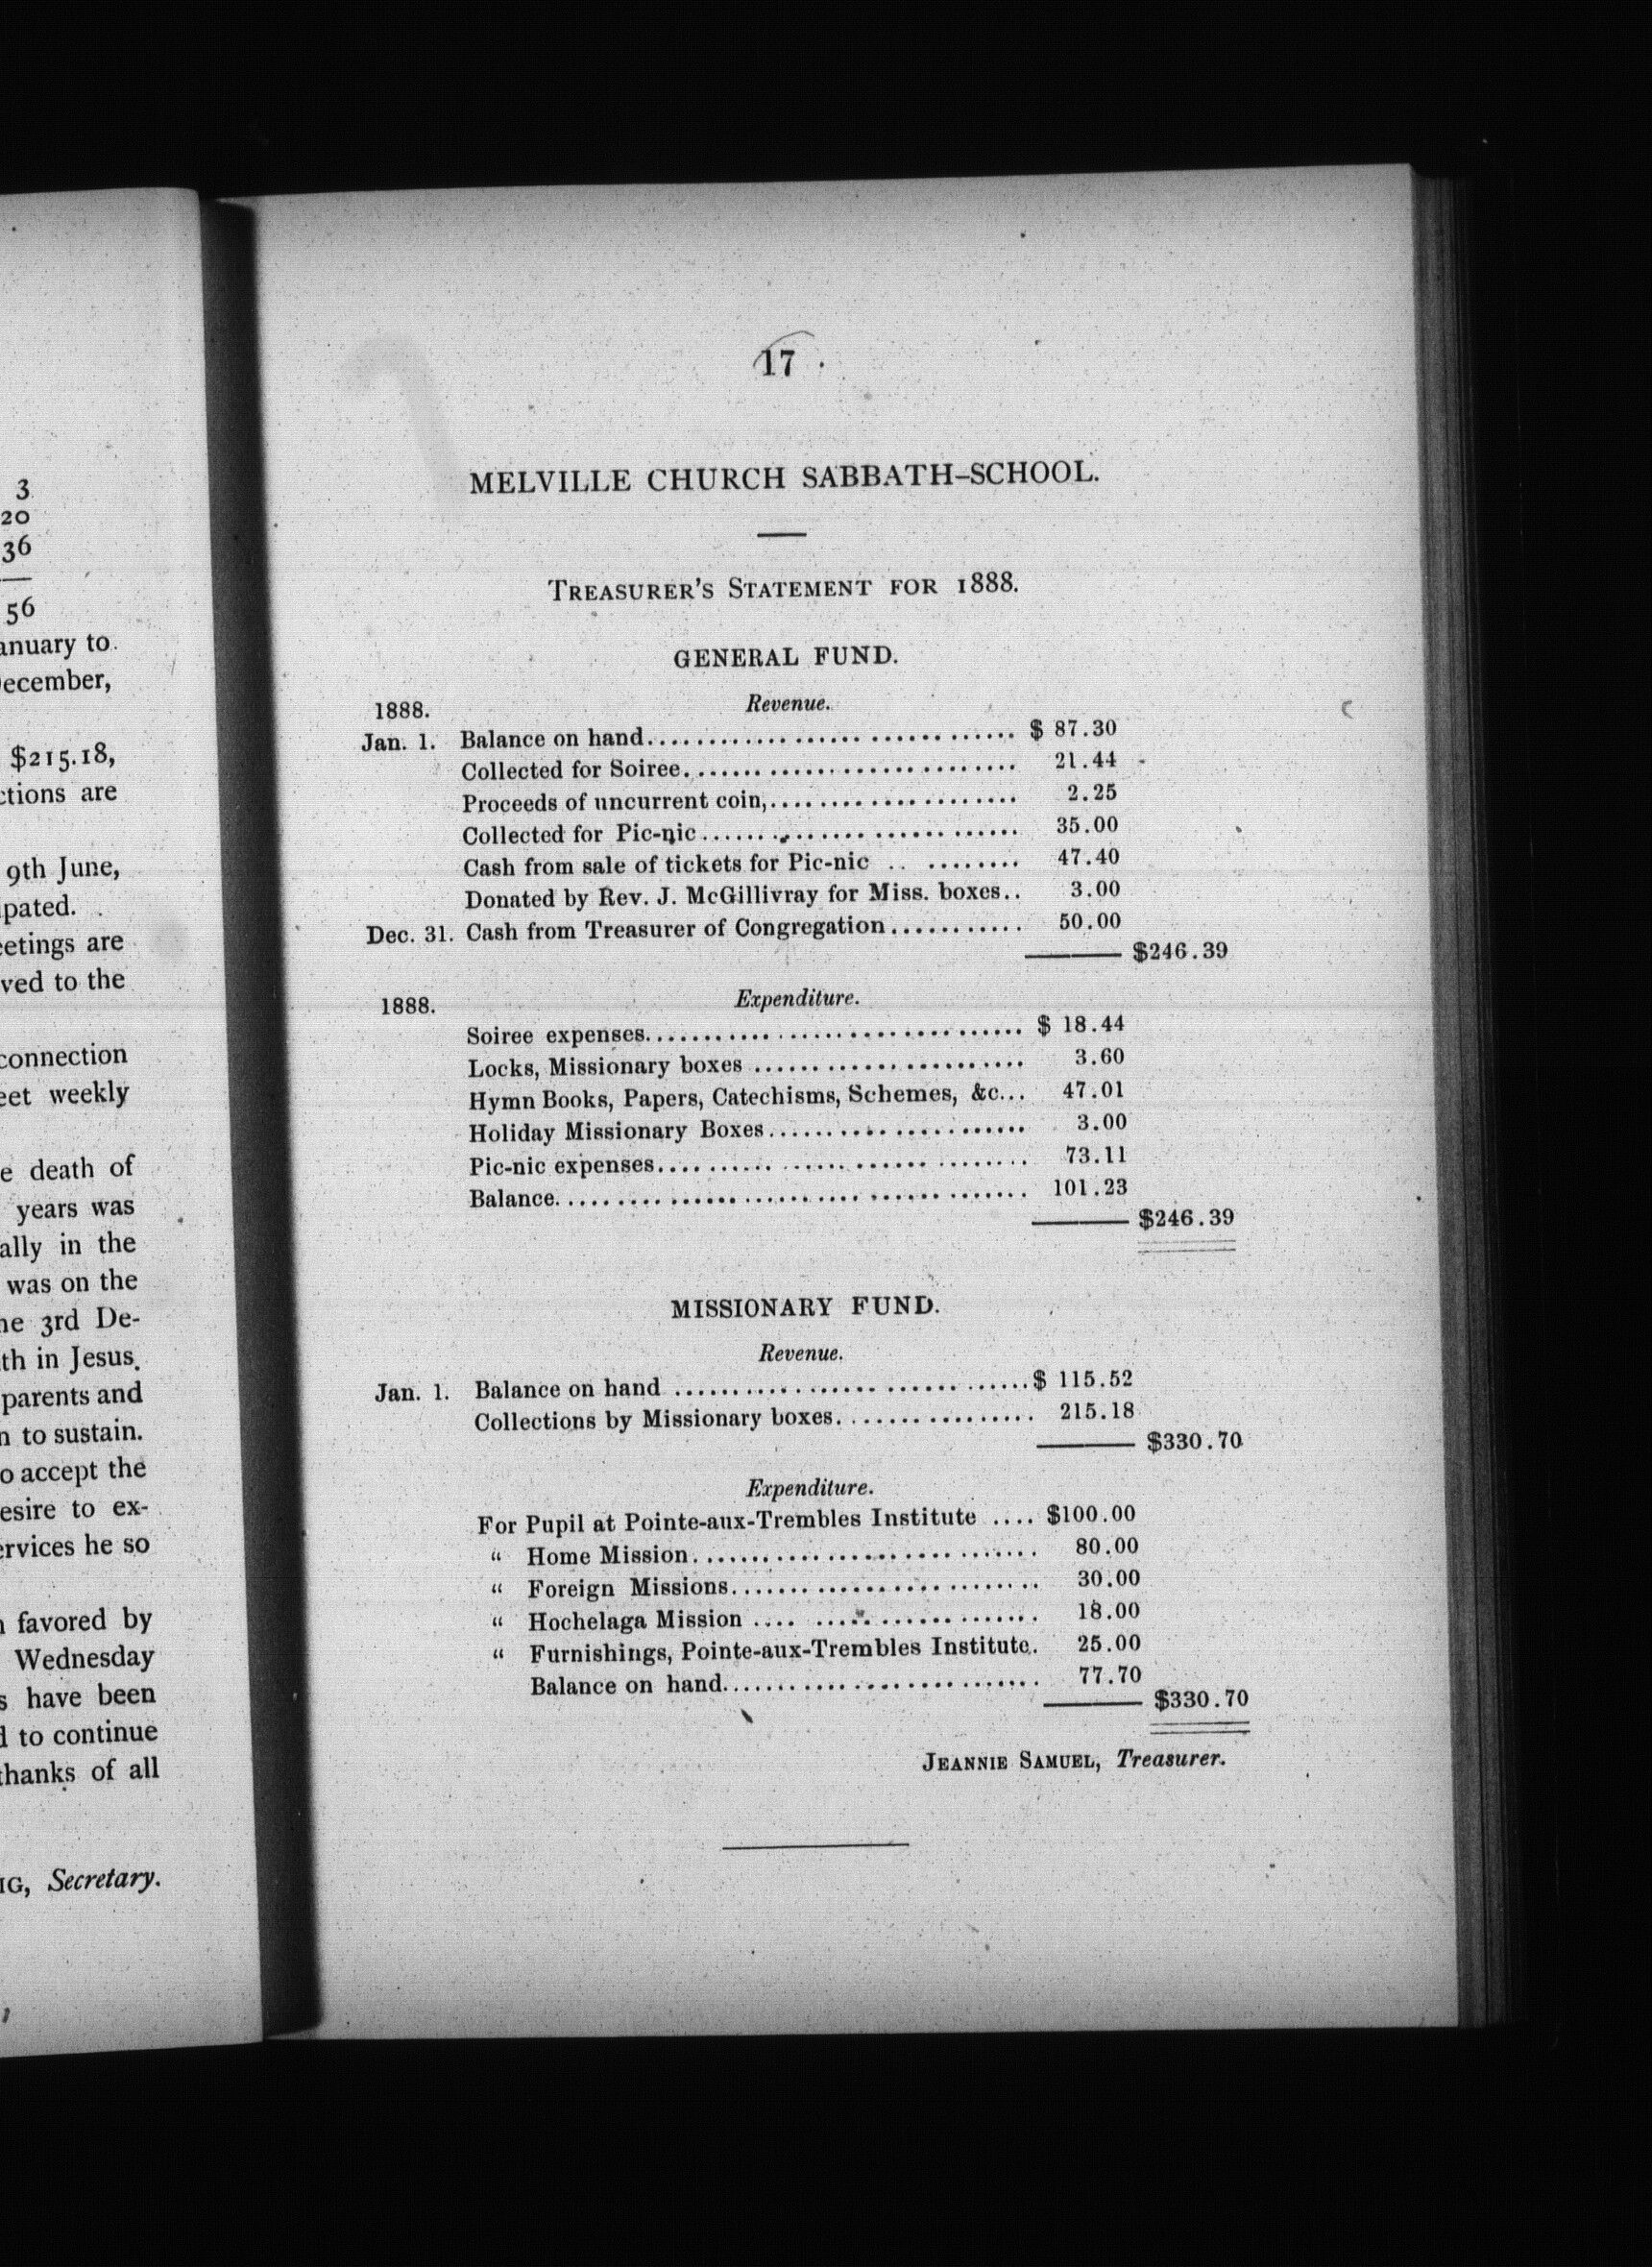 3
20
36
56
anuary to
ecember,
$215.18,
ctions are
9th June,
pated.
eetings are
ved to the
connection
eet weekly
e death of
years was
ally in the
was on the
ne 3rd De-
th in Jesus.
parents and
n to sustain.
o accept the
esire to ex-
ervices he so
n favored by
Wednesday
s have been
d to continue
thanks of all
IG, Secretary.
17
MELVILLE CHURCH SABBATH-SCHOOL.
TREASURER'S STATEMENT FOR 1888.
GENERAL FUND.
1888. Revenue.
Jan. 1. Balance on hand........ $ 87.30
Collected for Soiree........ 21.44
Proceeds of uncurrent coin,........ 2.25
Collected for Pic-nic........ 35.00
Cash from sale of tickets for Pic-nic .. ........ 47.40
Donated by Rev. J. McGillivray for Miss. boxes.. 3.00
Dec. 31. Cash from Treasurer of Congregation........... 50.00
$246.39
1888. Expenditure.
Soiree expenses........ $ 18.44
Locks, Missionary boxes ........ 3.60
Hymn Books, Papers, Catechisms, Schemes, &c... 47.01
Holiday Missionary Boxes........ 3.00
Pic-nic expenses........ 73.11
Balance........ 101.23
$246.39
MISSIONARY FUND.
Revenue.
Jan. 1. Balance on hand ........$ 115.52
Collections by Missionary boxes........ 215.18
$330.70
Expenditure.
For Pupil at Pointe-aux-Trembles Institute .... $100.00
" Home Mission........ 80.00
" Foreign Missions........ 30.00
" Hochelaga Mission ........ 18.00
" Furnishings, Pointe-aux-Trembles Institute. 25.00
Balance on hand........ 77.70
$330.70
JEANNIE SAMUEL, Treasurer.